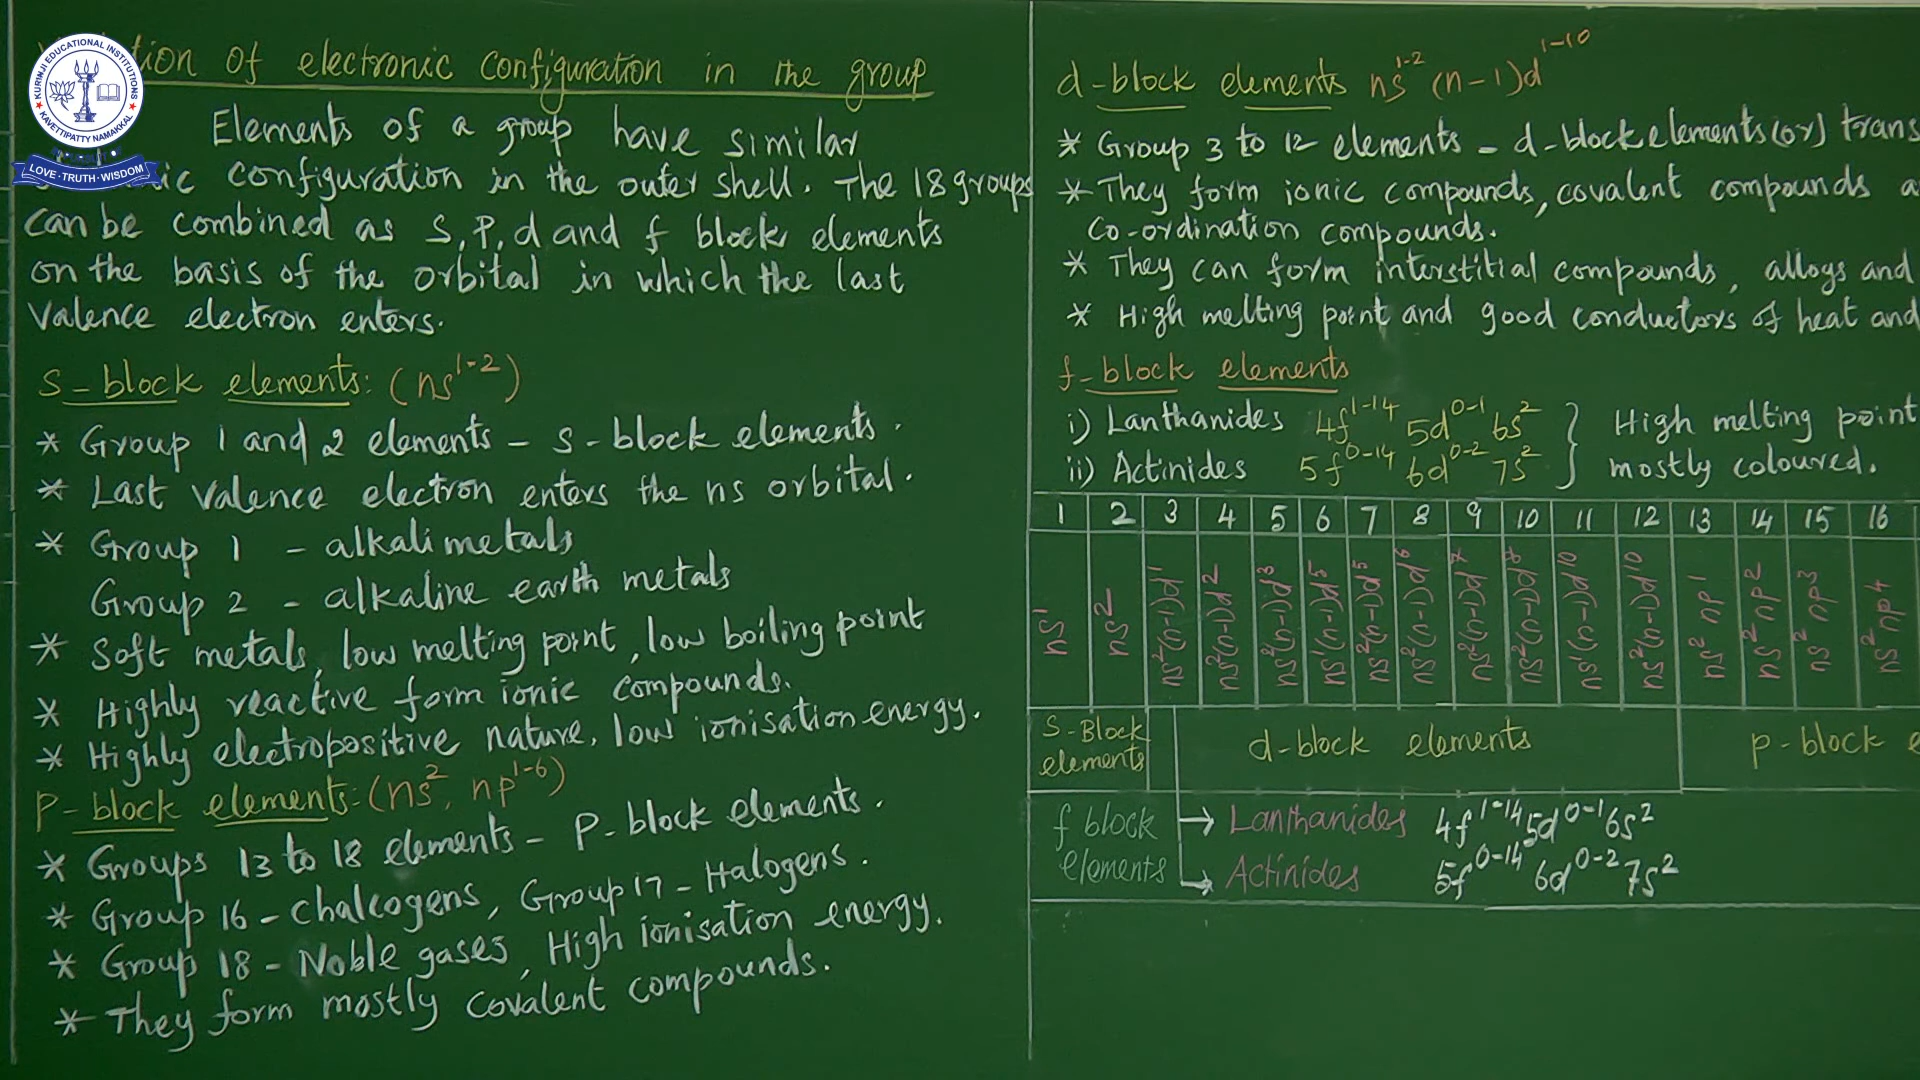 KURINJI EDUCATIONAL INSTITUTIONS
KAVETTIPATTY NAMAKKAL
LOVE · TRUTH · WISDOM
of electronic configuration in the group
Elements of a group have similar
configuration in the outer shell. The 18 groups
can be combined as s, p, d and f block elements
on the basis of the orbital in which the last
valence electron enters.
S-block elements: (ns¹⁻²)
* Group 1 and 2 elements - s-block elements.
* Last valence electron enters the ns orbital.
* Group 1 - alkali metals
Group 2 - alkaline earth metals
* Soft metals, low melting point, low boiling point
* Highly reactive form ionic compounds.
* Highly electropositive nature, low ionisation energy.
P-block elements: (ns², np¹⁻⁶)
* Groups 13 to 18 elements - P-block elements.
* Group 16 - chalcogens, Group 17 - Halogens.
* Group 18 - Noble gases, High ionisation energy.
* They form mostly covalent compounds.
d-block elements ns¹⁻² (n-1)d¹⁻¹⁰
* Group 3 to 12 elements - d-block elements (or) trans
* They form ionic compounds, covalent compounds a
co-ordination compounds.
* They can form interstitial compounds, alloys and
* High melting point and good conductors of heat and
f-block elements
i) Lanthanides 4f¹⁻¹⁴ 5d⁰⁻¹ 6s² } High melting point
ii) Actinides 5f⁰⁻¹⁴ 6d⁰⁻² 7s² } mostly coloured.
1 2 3 4 5 6 7 8 9 10 11 12 13 14 15 16
ns¹ ns² ns²(n-1)d¹ ns²(n-1)d² ns²(n-1)d³ ns¹(n-1)d⁵ ns²(n-1)d⁵ ns²(n-1)d⁶ ns²(n-1)d⁷ ns²(n-1)d⁸ ns¹(n-1)d¹⁰ ns²(n-1)d¹⁰ ns² np¹ ns² np² ns² np³ ns² np⁴
S-Block elements d-block elements p-block e
f block → Lanthanides 4f¹⁻¹⁴ 5d⁰⁻¹ 6s²
elements → Actinides 5f⁰⁻¹⁴ 6d⁰⁻² 7s²